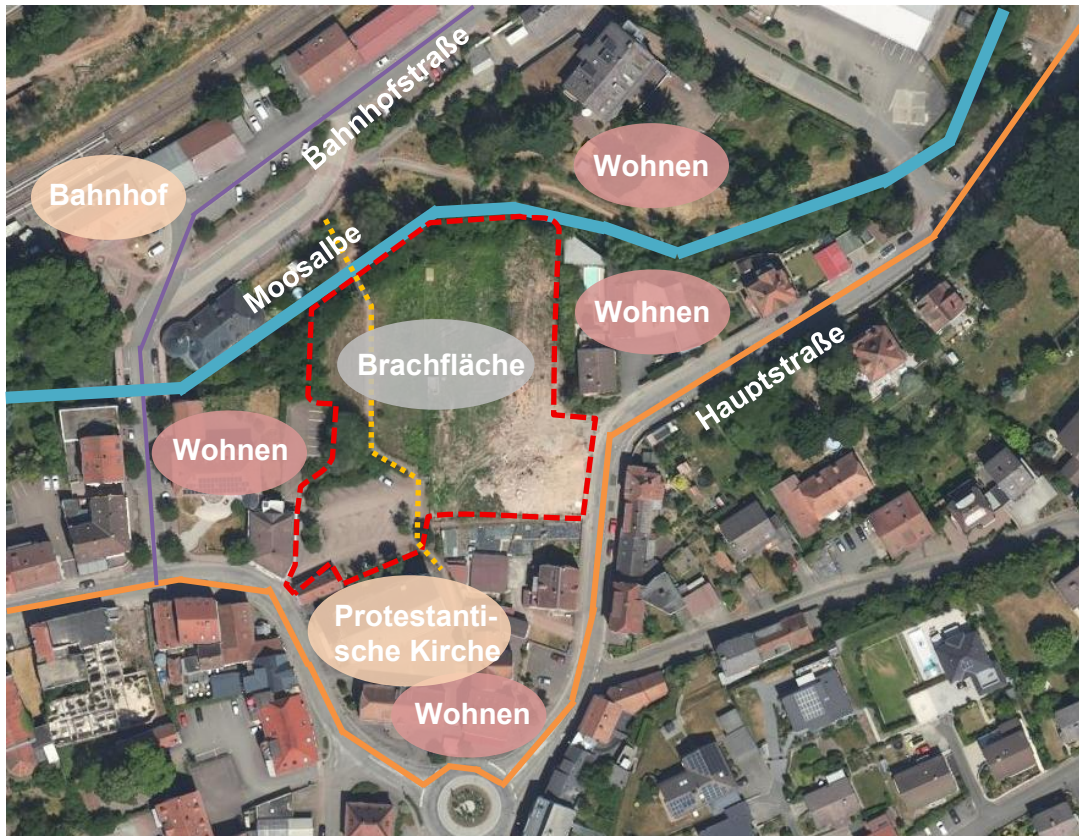 Bahnhofstraße
Wohnen
Bahnhof
Moosalbe
Wohnen
Brachfläche
Hauptstraße
Wohnen
Protestanti-
sche Kirche
Wohnen